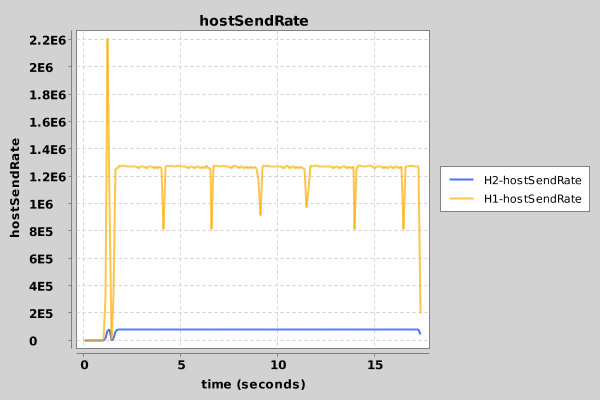 hostSendRate
2.2E6
2E6
1.8E6
1.6E6
1.4E6
1.2E6
1E6
8E5
6E5
4E5
2E5
0
hostSendRate
0 5 10 15
time (seconds)
H2-hostSendRate
H1-hostSendRate